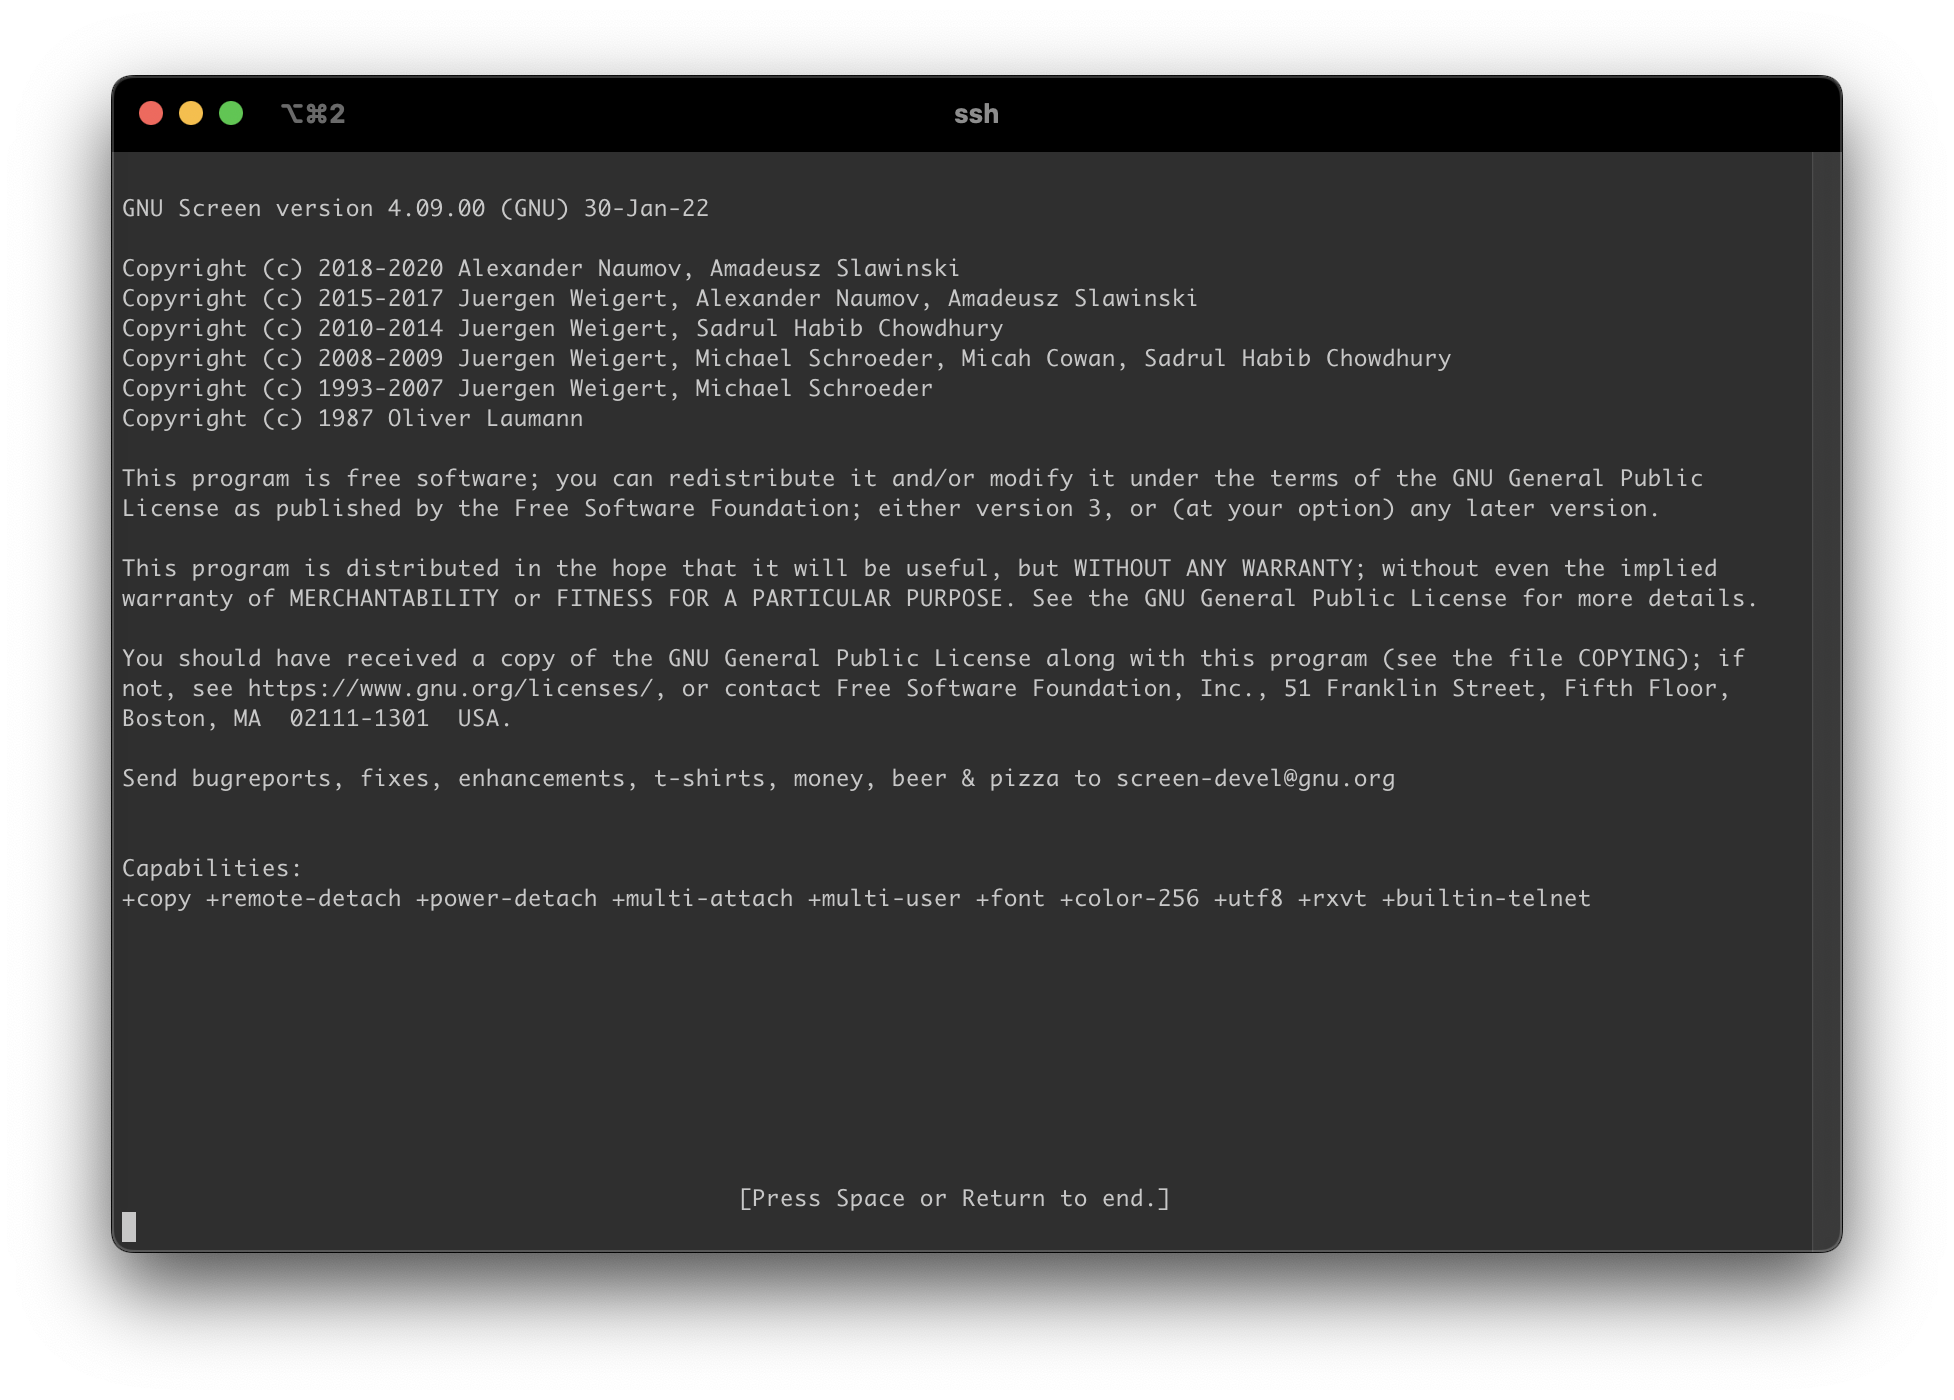 ⌥⌘2
ssh
GNU Screen version 4.09.00 (GNU) 30-Jan-22
Copyright (c) 2018-2020 Alexander Naumov, Amadeusz Slawinski
Copyright (c) 2015-2017 Juergen Weigert, Alexander Naumov, Amadeusz Slawinski
Copyright (c) 2010-2014 Juergen Weigert, Sadrul Habib Chowdhury
Copyright (c) 2008-2009 Juergen Weigert, Michael Schroeder, Micah Cowan, Sadrul Habib Chowdhury
Copyright (c) 1993-2007 Juergen Weigert, Michael Schroeder
Copyright (c) 1987 Oliver Laumann
This program is free software; you can redistribute it and/or modify it under the terms of the GNU General Public
License as published by the Free Software Foundation; either version 3, or (at your option) any later version.
This program is distributed in the hope that it will be useful, but WITHOUT ANY WARRANTY; without even the implied
warranty of MERCHANTABILITY or FITNESS FOR A PARTICULAR PURPOSE. See the GNU General Public License for more details.
You should have received a copy of the GNU General Public License along with this program (see the file COPYING); if
not, see https://www.gnu.org/licenses/, or contact Free Software Foundation, Inc., 51 Franklin Street, Fifth Floor,
Boston, MA  02111-1301  USA.
Send bugreports, fixes, enhancements, t-shirts, money, beer & pizza to screen-devel@gnu.org
Capabilities:
+copy +remote-detach +power-detach +multi-attach +multi-user +font +color-256 +utf8 +rxvt +builtin-telnet
[Press Space or Return to end.]